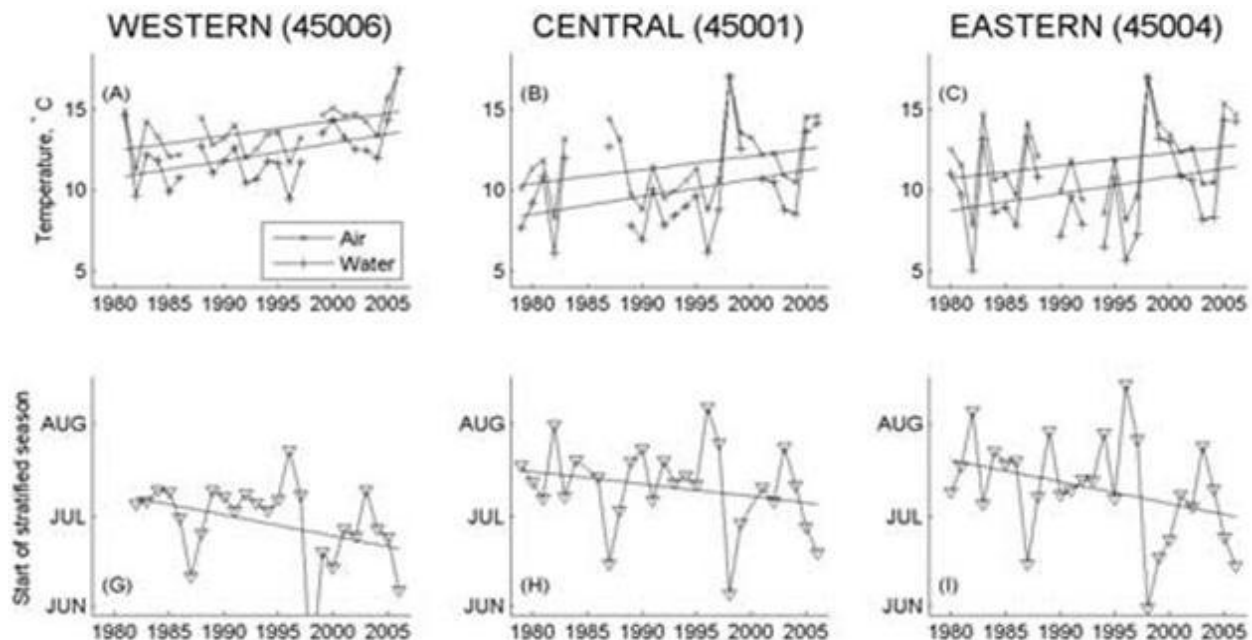 WESTERN (45006) CENTRAL (45001) EASTERN (45004)
Temperature, °C
15
10
5
(A)
Air
Water
1980 1985 1990 1995 2000 2005
15
10
5
(B)
1980 1985 1990 1995 2000 2005
15
10
5
(C)
1980 1985 1990 1995 2000 2005
Start of stratified season
AUG
JUL
JUN
(G)
1980 1985 1990 1995 2000 2005
AUG
JUL
JUN
(H)
1980 1985 1990 1995 2000 2005
AUG
JUL
JUN
(I)
1980 1985 1990 1995 2000 2005